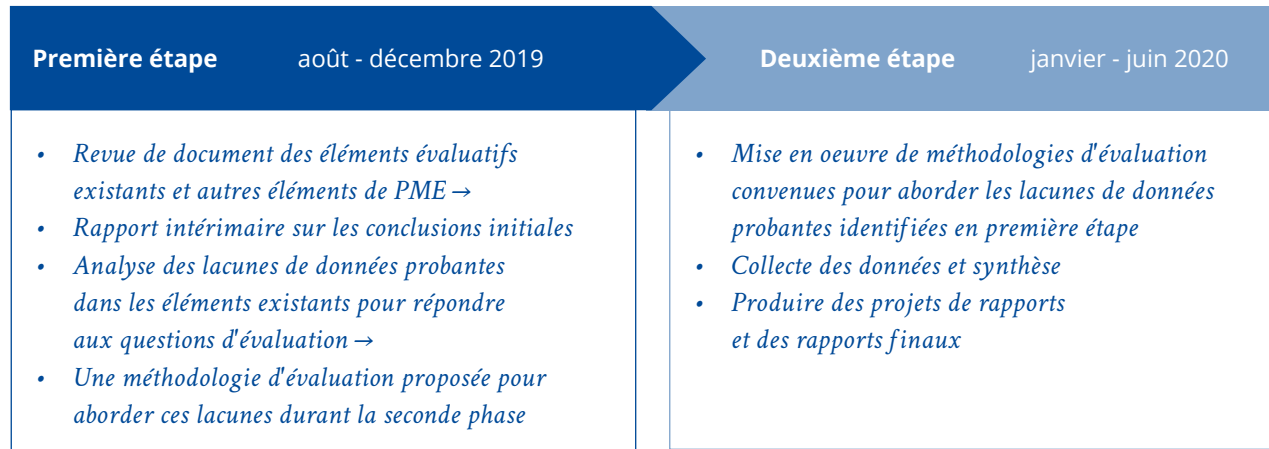 Première étape août - décembre 2019
• Revue de document des éléments évaluatifs
existants et autres éléments de PME →
• Rapport intérimaire sur les conclusions initiales
• Analyse des lacunes de données probantes
dans les éléments existants pour répondre
aux questions d'évaluation →
• Une méthodologie d'évaluation proposée pour
aborder ces lacunes durant la seconde phase
Deuxième étape janvier - juin 2020
• Mise en oeuvre de méthodologies d'évaluation
convenues pour aborder les lacunes de données
probantes identifiées en première étape
• Collecte des données et synthèse
• Produire des projets de rapports
et des rapports finaux